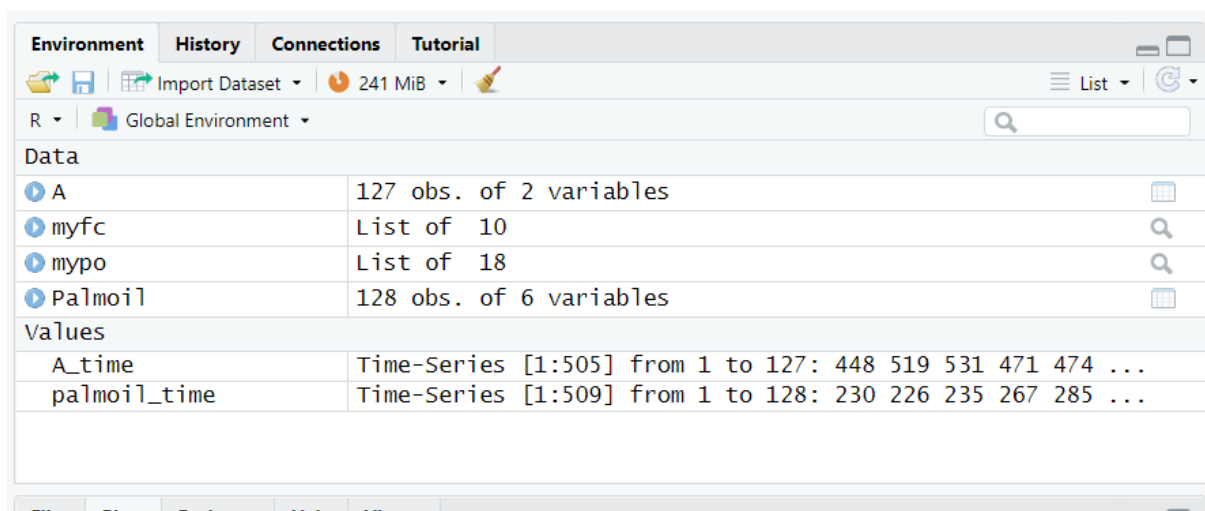 Environment History Connections Tutorial
Import Dataset 241 MiB List
R Global Environment
Data
A 127 obs. of 2 variables
myfc List of 10
mypo List of 18
Palmoil 128 obs. of 6 variables
Values
A_time Time-Series [1:505] from 1 to 127: 448 519 531 471 474 ...
palmoil_time Time-Series [1:509] from 1 to 128: 230 226 235 267 285 ...